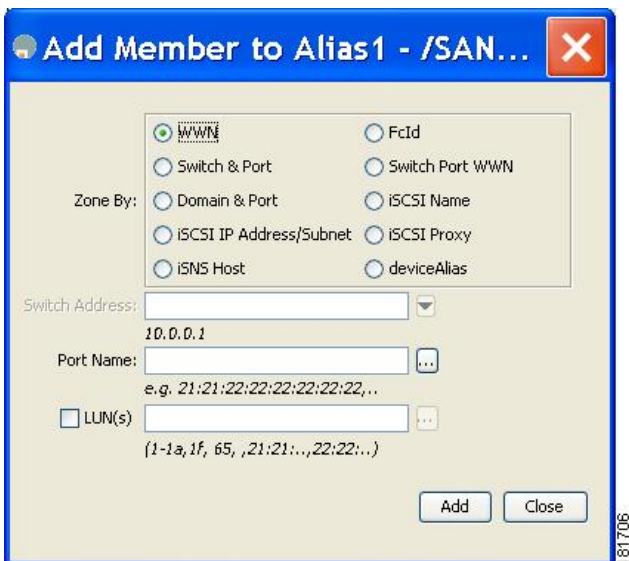 Add Member to Alias1 - /SAN...
Zone By:
WWN
FcId
Switch & Port
Switch Port WWN
Domain & Port
iSCSI Name
iSCSI IP Address/Subnet
iSCSI Proxy
iSNS Host
deviceAlias
Switch Address:
10.0.0.1
Port Name:
...
e.g. 21:21:22:22:22:22:22:22,..
LUN(s)
...
(1-1a,1f, 65, ,21:21:..,22:22:..)
Add
Close
81706